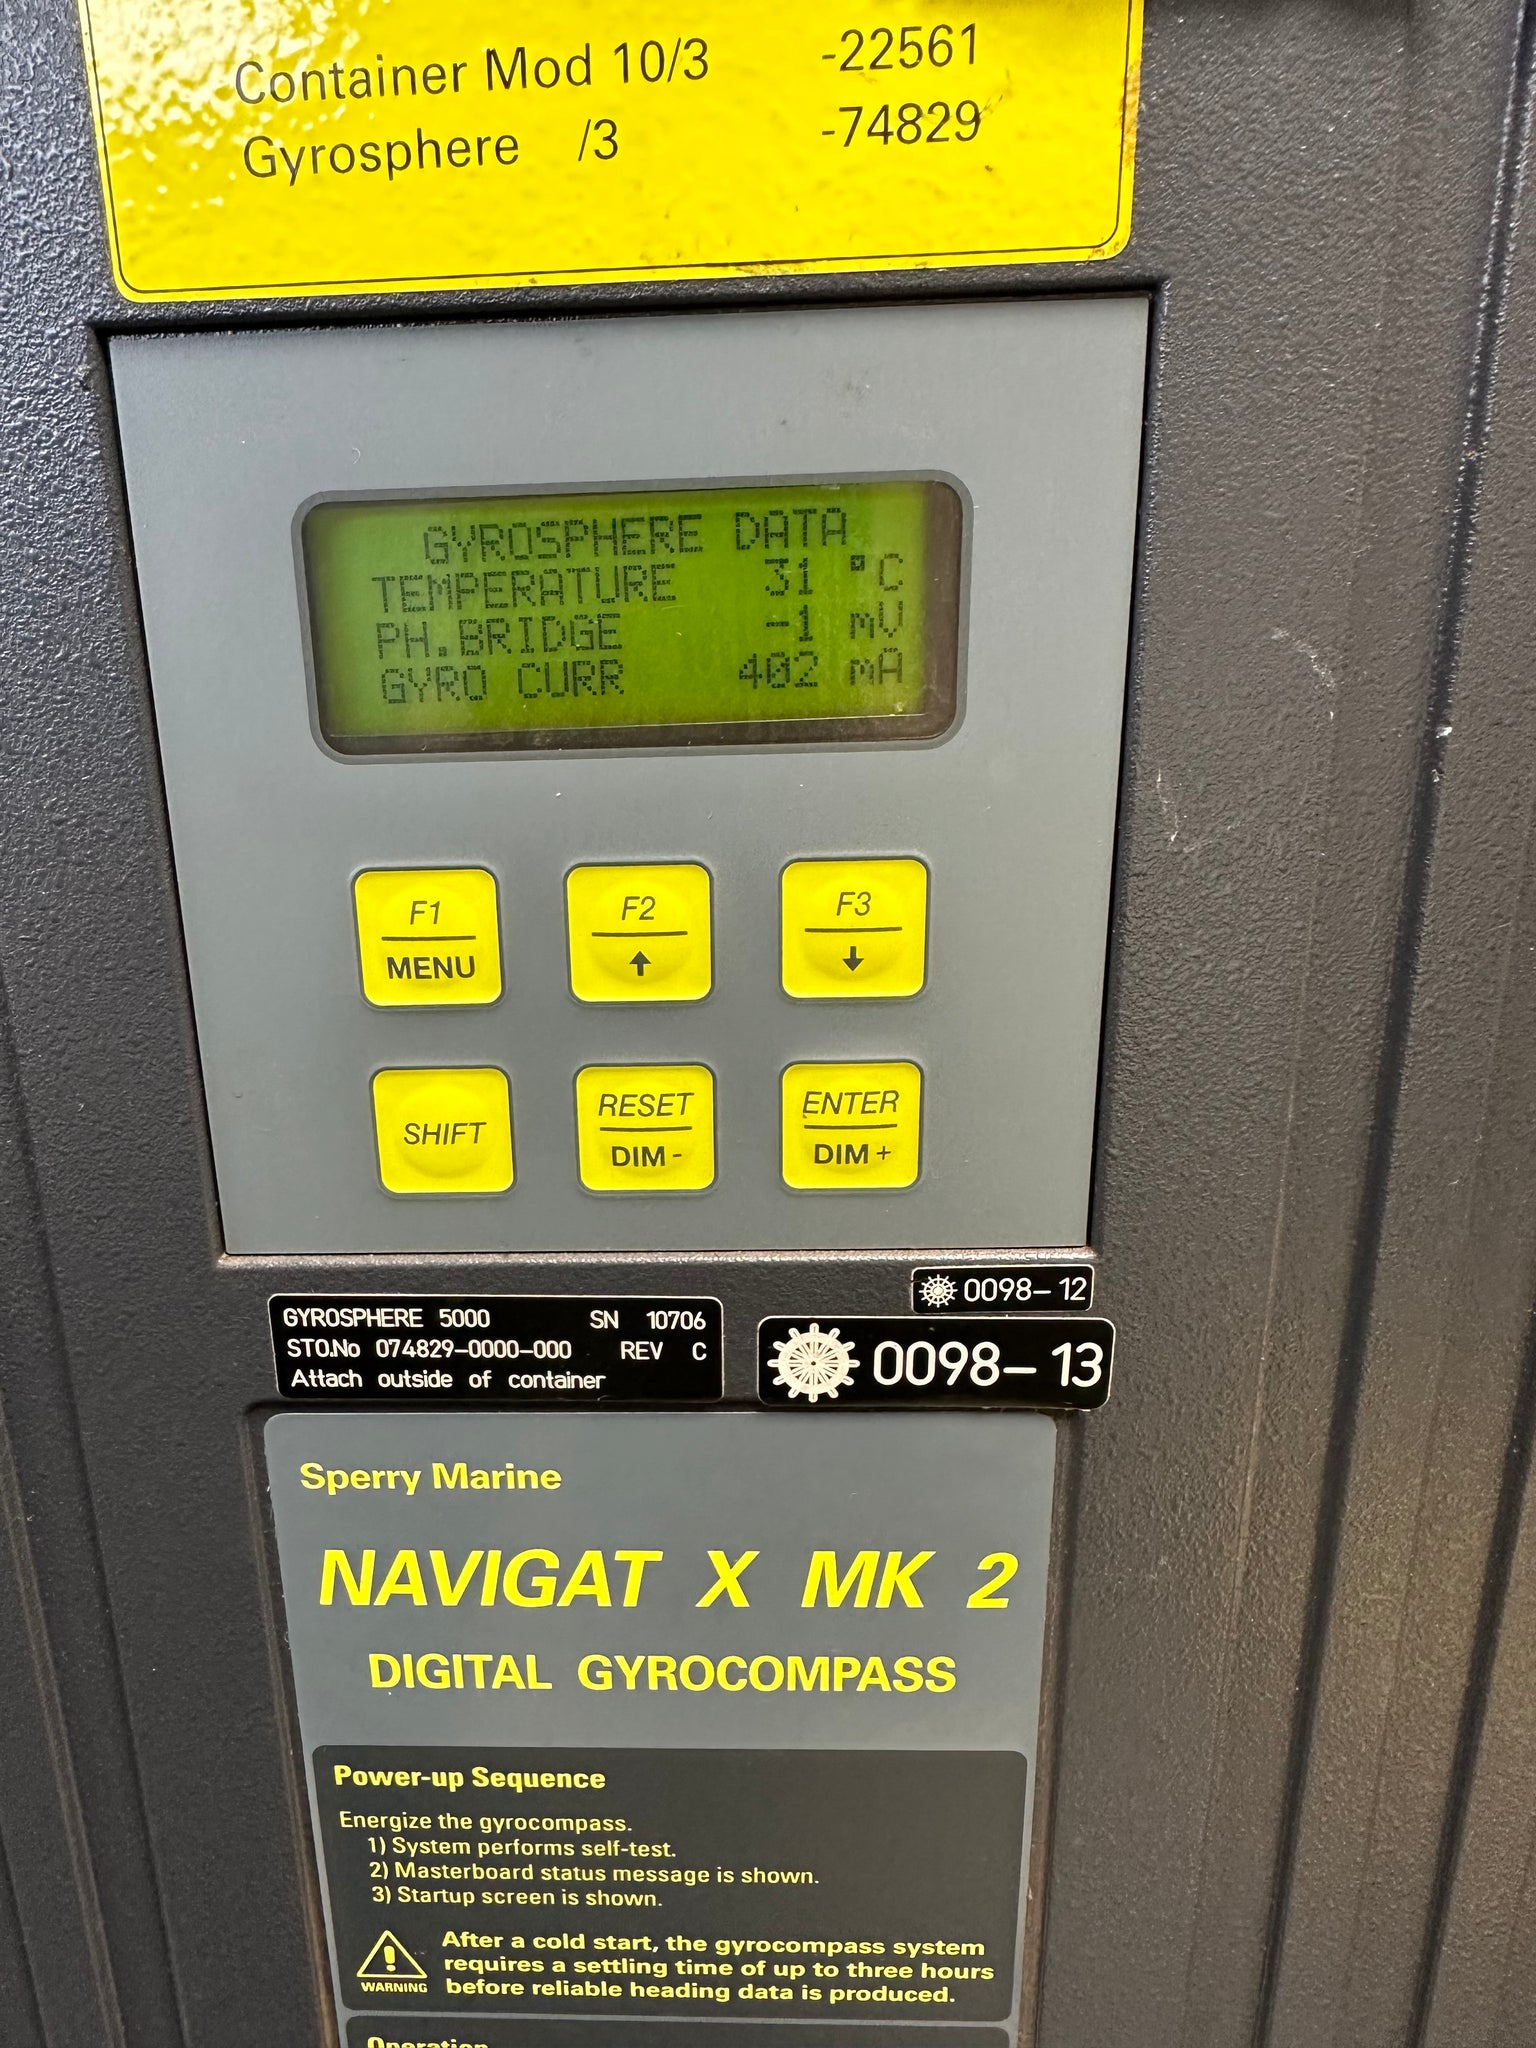 Container Mod 10/3 -22561
Gyrosphere /3 -74829
GYROSPHERE DATA
TEMPERATURE 31 °C
PH.BRIDGE -1 mV
GYRO CURR 402 mA
F1 F2 F3
MENU ↑ ↓
SHIFT RESET ENTER
DIM - DIM +
0098-12
GYROSPHERE 5000 SN 10706
STO.No 074829-0000-000 REV C
Attach outside of container
0098-13
Sperry Marine
NAVIGAT X MK 2
DIGITAL GYROCOMPASS
Power-up Sequence
Energize the gyrocompass.
1) System performs self-test.
2) Masterboard status message is shown.
3) Startup screen is shown.
After a cold start, the gyrocompass system
requires a settling time of up to three hours
WARNING before reliable heading data is produced.
Operation